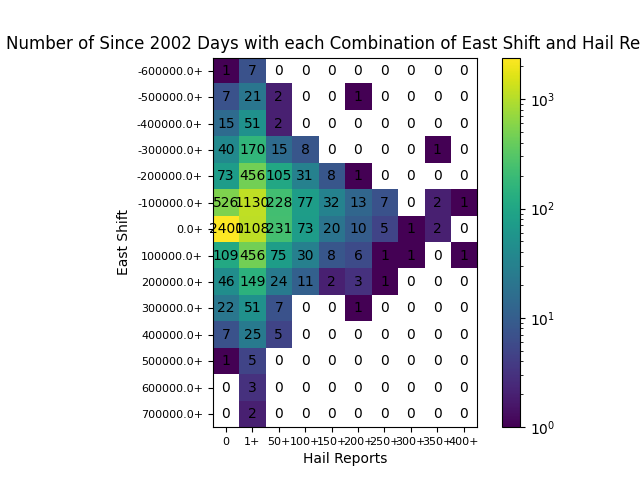 Number of Since 2002 Days with each Combination of East Shift and Hail Re
-600000.0+ 1 7 0 0 0 0 0 0 0 0
-500000.0+ 7 21 2 0 0 1 0 0 0 0
-400000.0+ 15 51 2 0 0 0 0 0 0 0
-300000.0+ 40 170 15 8 0 0 0 0 1 0
-200000.0+ 73 456 105 31 8 1 0 0 0 0
-100000.0+ 526 1130 228 77 32 13 7 0 2 1
0.0+ 2400 1108 231 73 20 10 5 1 2 0
100000.0+ 109 456 75 30 8 6 1 1 0 1
200000.0+ 46 149 24 11 2 3 1 0 0 0
300000.0+ 22 51 7 0 0 1 0 0 0 0
400000.0+ 7 25 5 0 0 0 0 0 0 0
500000.0+ 1 5 0 0 0 0 0 0 0 0
600000.0+ 0 3 0 0 0 0 0 0 0 0
700000.0+ 0 2 0 0 0 0 0 0 0 0
0 1+ 50+ 100+ 150+ 200+ 250+ 300+ 350+ 400+
Hail Reports
East Shift
10³
10²
10¹
10⁰